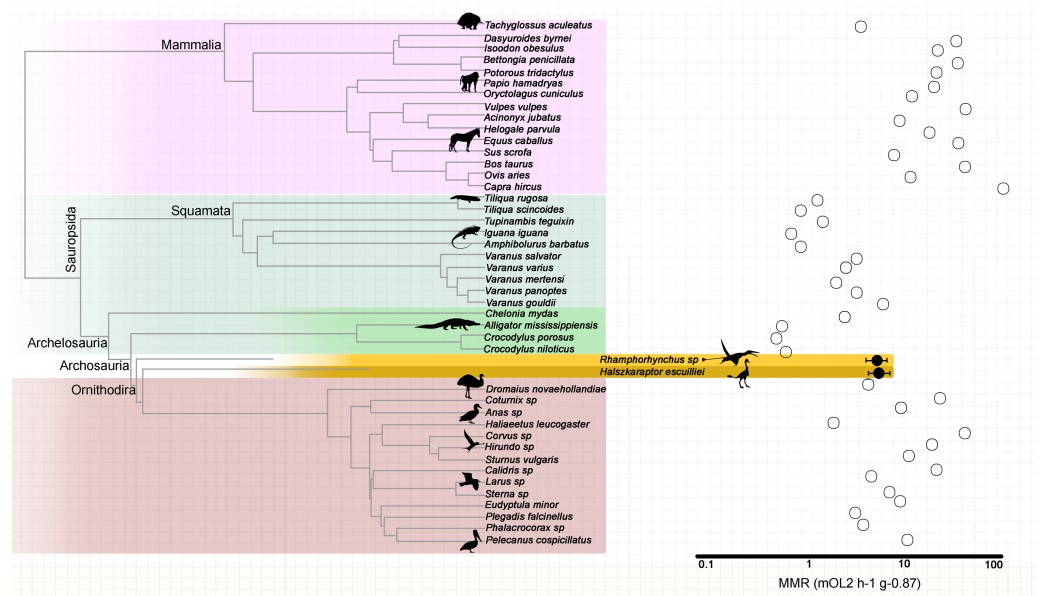 Tachyglossus aculeatus
Dasyuroides byrnei
Mammalia
Isoodon obesulus
Bettongia penicillata
Potorous tridactylus
Papio hamadryas
Oryctolagus cuniculus
Vulpes vulpes
Acinonyx jubatus
Helogale parvula
Equus caballus
Sus scrofa
Bos taurus
Ovis aries
Capra hircus
Tiliqua rugosa
Squamata
Tiliqua scincoides
Tupinambis teguixin
Sauropsida
Iguana iguana
Amphibolurus barbatus
Varanus salvator
Varanus varius
Varanus mertensi
Varanus panoptes
Varanus gouldii
Chelonia mydas
Alligator mississippiensis
Crocodylus porosus
Archelosauria
Crocodylus niloticus
Archosauria
Rhamphorhynchus sp
Halszkaraptor escuilliei
Ornithodira
Dromaius novaehollandiae
Coturnix sp
Anas sp
Haliaeetus leucogaster
Corvus sp
Hirundo sp
Sturnus vulgaris
Calidris sp
Larus sp
Sterna sp
Eudyptula minor
Plegadis falcinellus
Phalacrocorax sp
Pelecanus cospicillatus
0.1 1 10 100
MMR (mOL2 h-1 g-0.87)